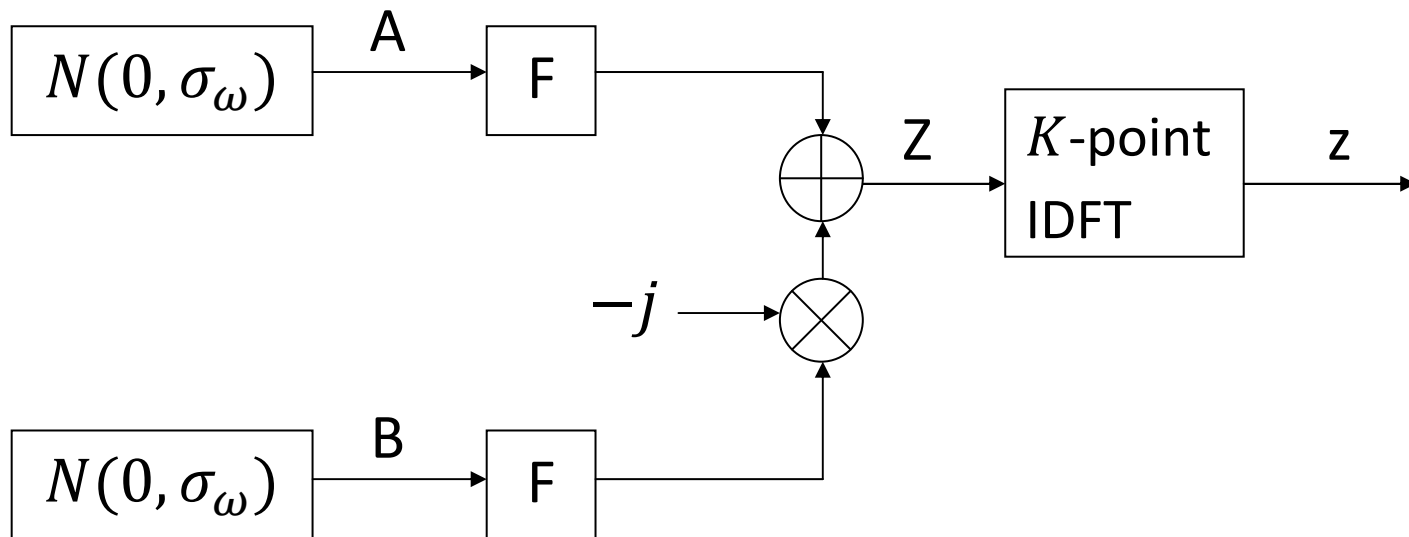 N(0, σ_ω)
A
F
Z
K-point
IDFT
z
−j
N(0, σ_ω)
B
F